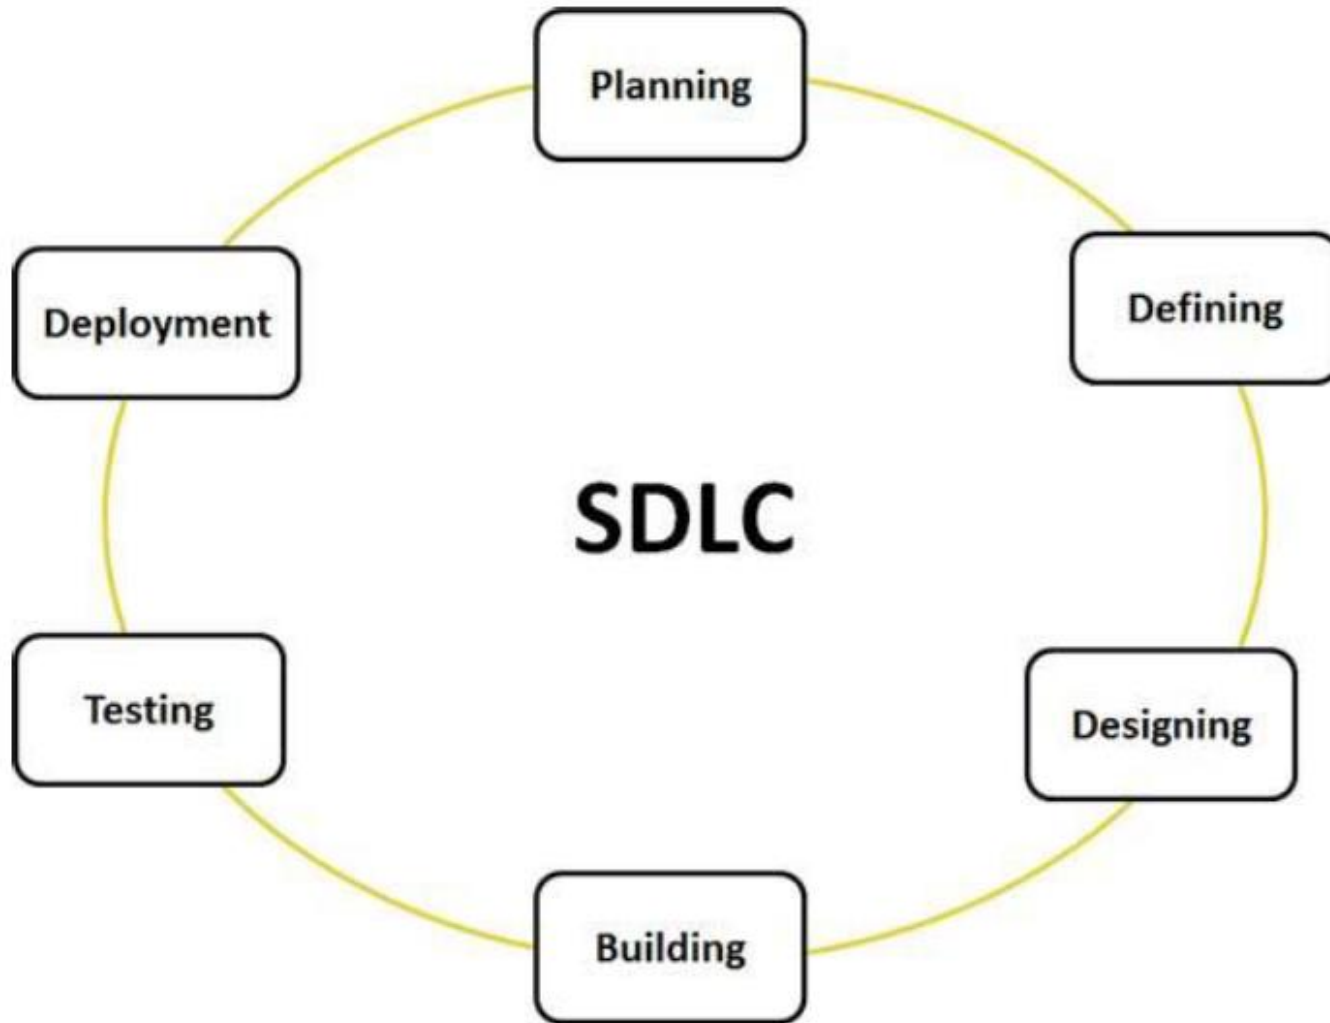 Planning
Defining
Designing
Building
Testing
Deployment
SDLC